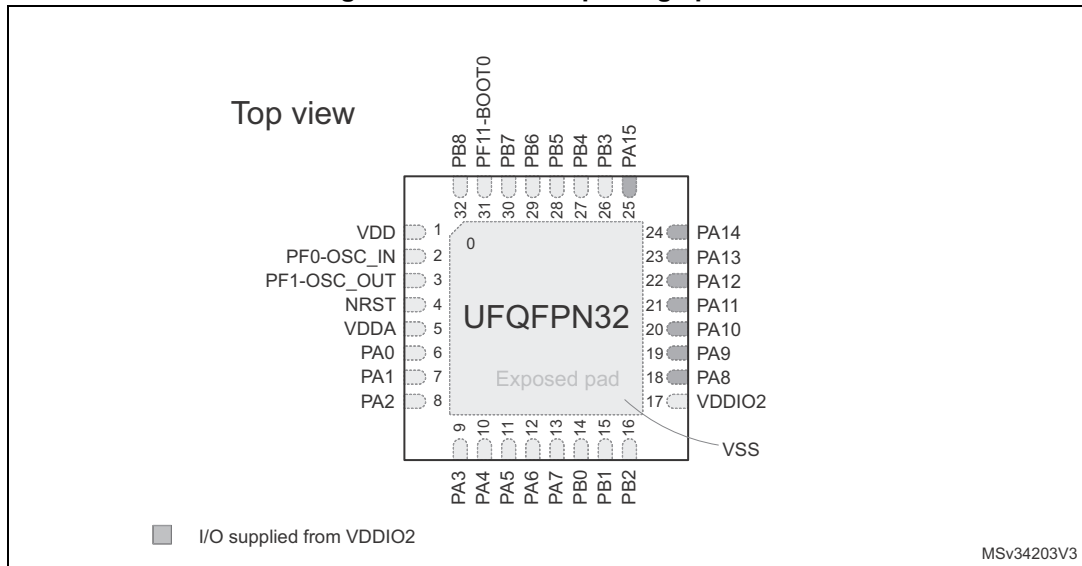 Top view
PB8
PF11-BOOT0
PB7
PB6
PB5
PB4
PB3
PA15
32
31
30
29
28
27
26
25
VDD 1
PF0-OSC_IN 2
PF1-OSC_OUT 3
NRST 4
VDDA 5
PA0 6
PA1 7
PA2 8
0
UFQFPN32
Exposed pad
24 PA14
23 PA13
22 PA12
21 PA11
20 PA10
19 PA9
18 PA8
17 VDDIO2
VSS
9
10
11
12
13
14
15
16
PA3
PA4
PA5
PA6
PA7
PB0
PB1
PB2
I/O supplied from VDDIO2
MSv34203V3